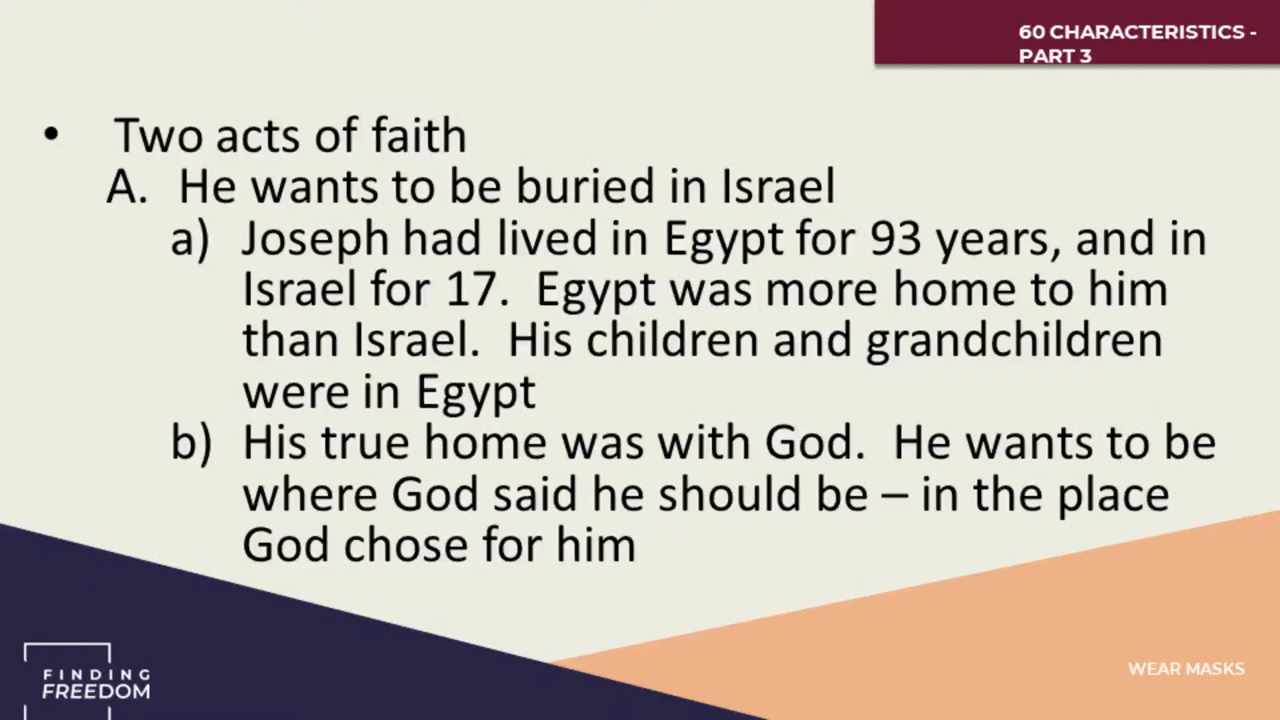 60 CHARACTERISTICS -
PART 3
• Two acts of faith
A. He wants to be buried in Israel
a) Joseph had lived in Egypt for 93 years, and in
Israel for 17.  Egypt was more home to him
than Israel.  His children and grandchildren
were in Egypt
b) His true home was with God.  He wants to be
where God said he should be – in the place
God chose for him
FINDING
FREEDOM
WEAR MASKS